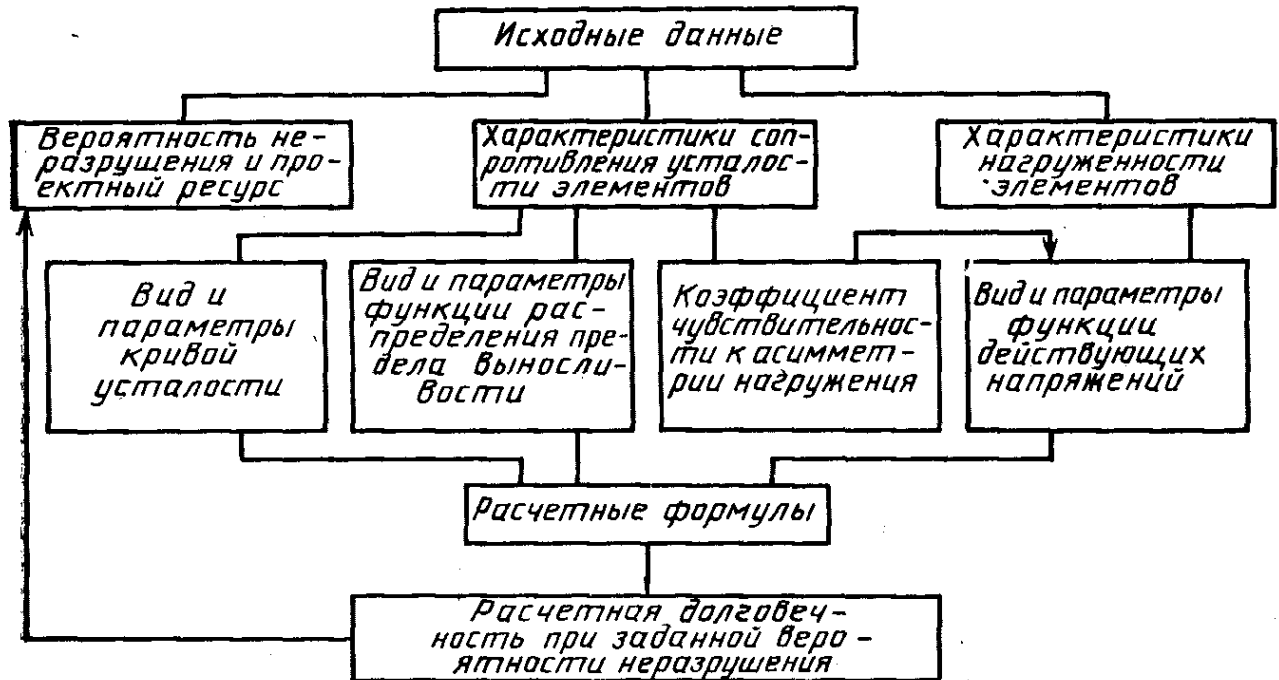 Исходные данные
Вероятность не-
разрушения и про-
ектный ресурс
Характеристики соп-
ротивления усталос-
ти элементов
Характеристики
нагруженности
элементов
Вид и
параметры
кривой
усталости
Вид и параметры
функции рас-
пределения пре-
дела выносли-
вости
Коэффициент
чувствительнос-
ти к асиммет-
рии нагружения
Вид и параметры
функции
действующих
напряжений
Расчетные формулы
Расчетная долговеч-
ность при заданной веро-
ятности неразрушения